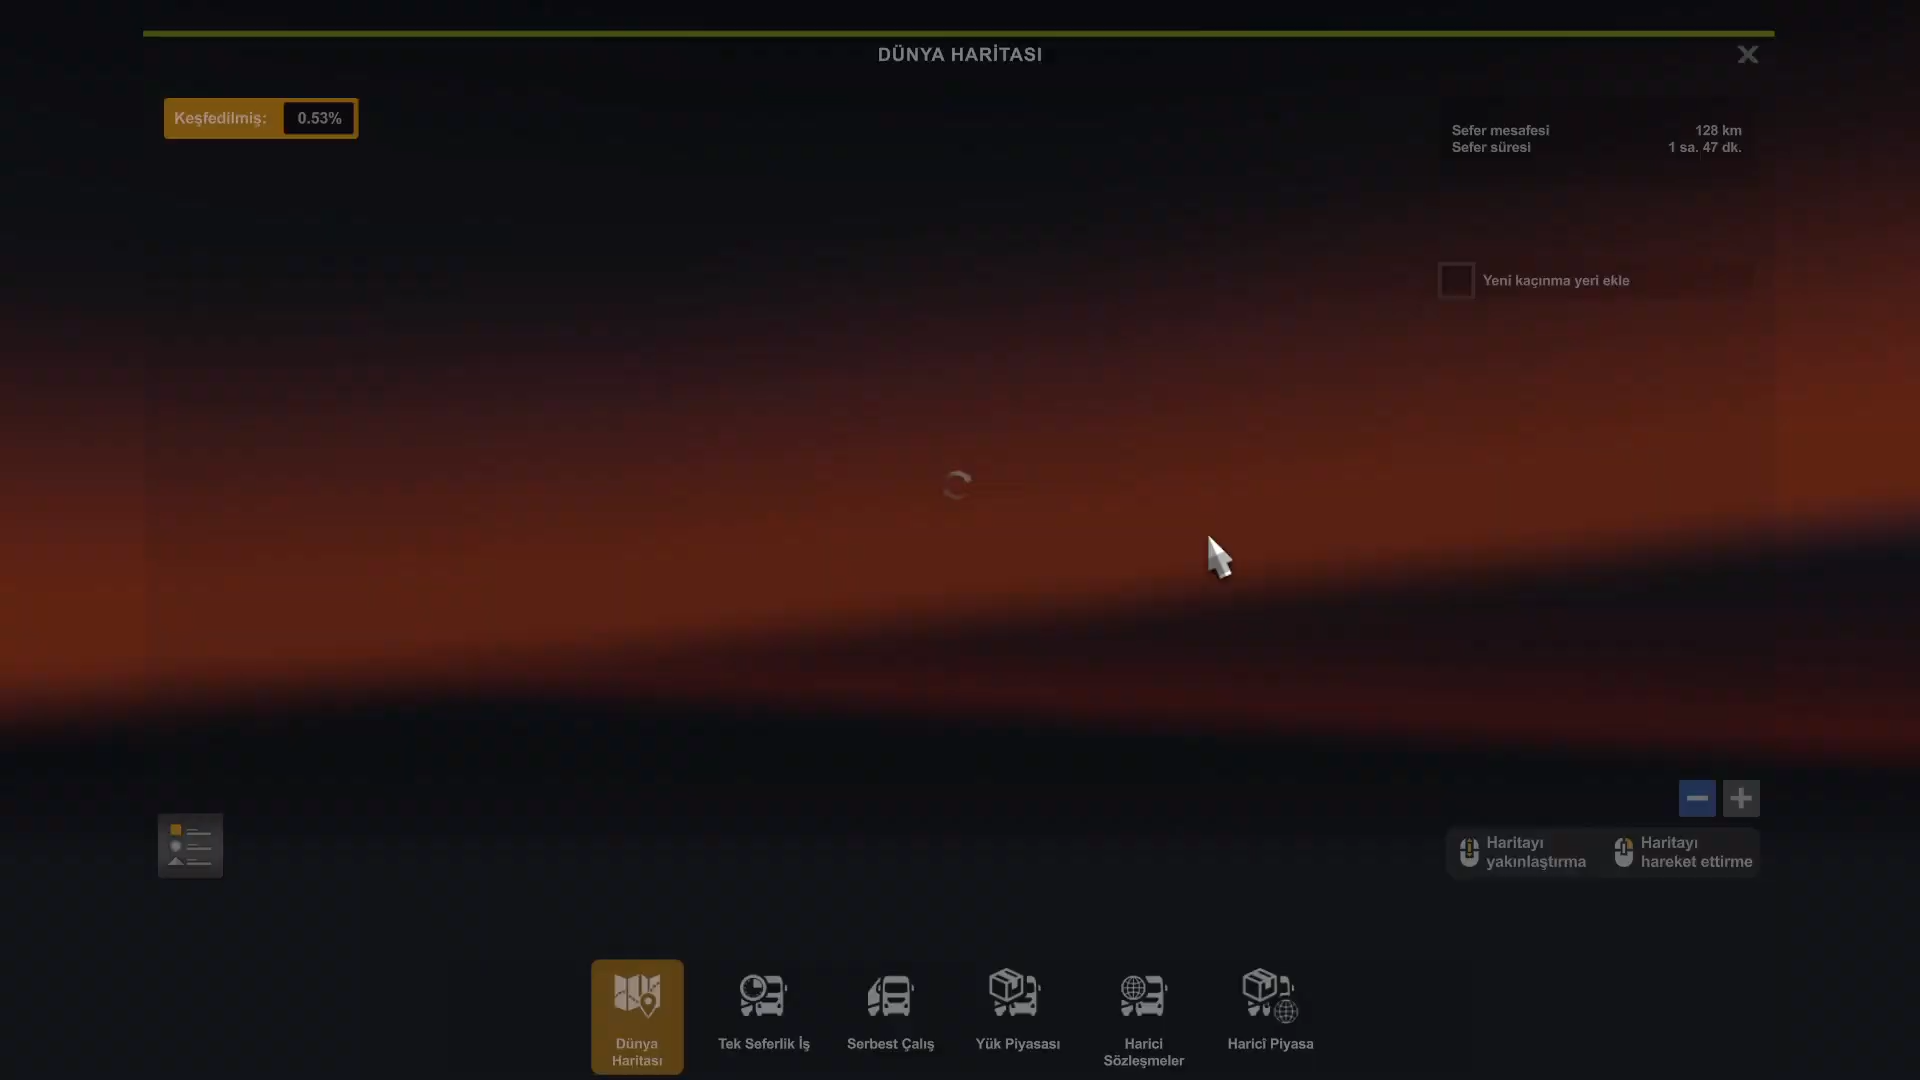 DÜNYA HARİTASI
Keşfedilmiş: 0.53%
Sefer mesafesi 128 km
Sefer süresi 1 sa. 47 dk.
Yeni kaçınma yeri ekle
Haritayı
yakınlaştırma
Haritayı
hareket ettirme
Dünya
Haritası
Tek Seferlik İş
Serbest Çalış
Yük Piyasası
Harici
Sözleşmeler
Haricî Piyasa